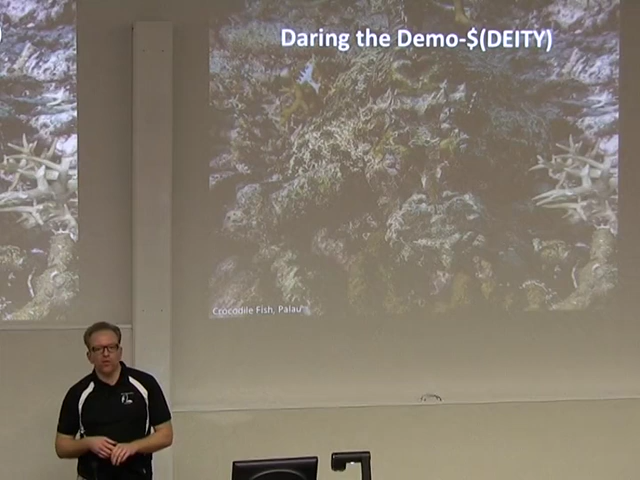 )
Daring the Demo-$(DEITY)
Crocodile Fish, Palau